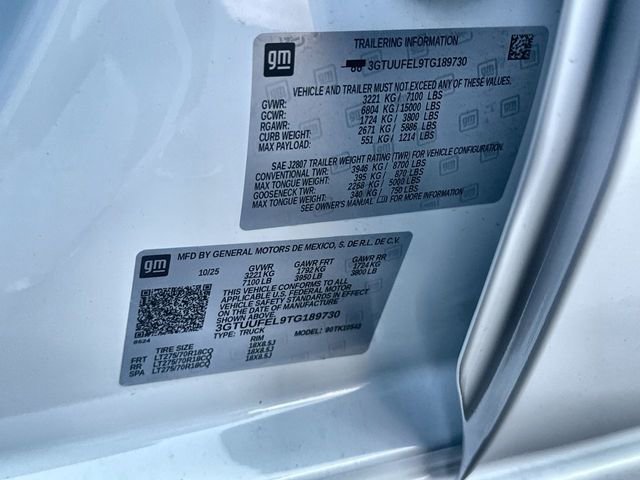 gm
TRAILERING INFORMATION
3GTUUFEL9TG189730
VEHICLE AND TRAILER MUST NOT EXCEED ANY OF THESE VALUES.
GVWR: 3221 KG / 7100 LBS
GCWR: 6804 KG / 15000 LBS
RGAWR: 1724 KG / 3800 LBS
CURB WEIGHT: 2671 KG / 5886 LBS
MAX PAYLOAD: 551 KG / 1214 LBS
SAE J2807 TRAILER WEIGHT RATING (TWR) FOR VEHICLE CONFIGURATION.
CONVENTIONAL TWR: 3946 KG / 8700 LBS
MAX TONGUE WEIGHT: 395 KG / 870 LBS
GOOSENECK TWR: 2268 KG / 5000 LBS
MAX TONGUE WEIGHT: 340 KG / 750 LBS
SEE OWNER'S MANUAL
gm
MFD BY GENERAL MOTORS DE MEXICO, S. DE R.L. DE C.V.
10/25 GVWR GAWR FRT GAWR RR
3221 KG 1792 KG 1724 KG
7100 LB 3950 LB 3800 LB
THIS VEHICLE CONFORMS TO ALL
APPLICABLE U.S. FEDERAL MOTOR
VEHICLE SAFETY STANDARDS IN EFFECT ON THE
DATE OF MANUFACTURE SHOWN ABOVE.
3GTUUFEL9TG189730
TYPE: TRUCK MODEL:
8624
TIRE SIZE RIM
FRT LT275/70R18CQ 18X8.5J
RR LT275/70R18CQ 18X8.5J
SPA LT275/70R18CQ 18X8.5J